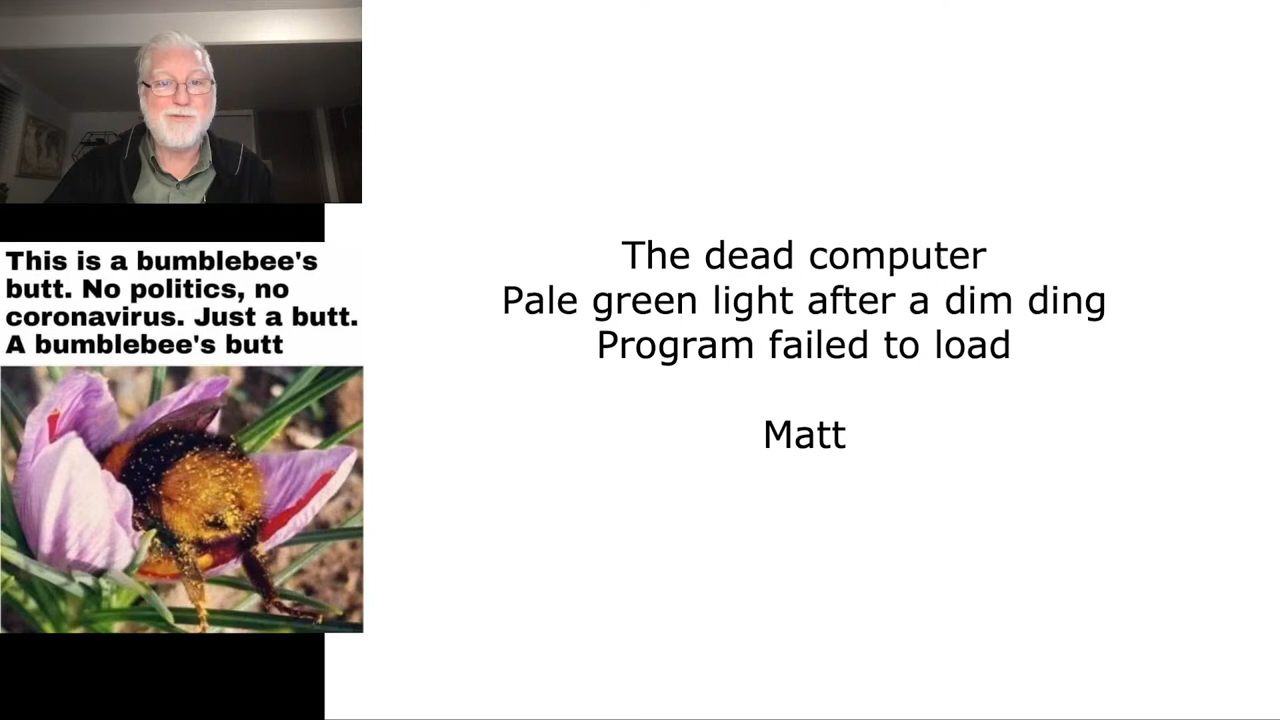 This is a bumblebee's
butt. No politics, no
coronavirus. Just a butt.
A bumblebee's butt
The dead computer
Pale green light after a dim ding
Program failed to load
Matt